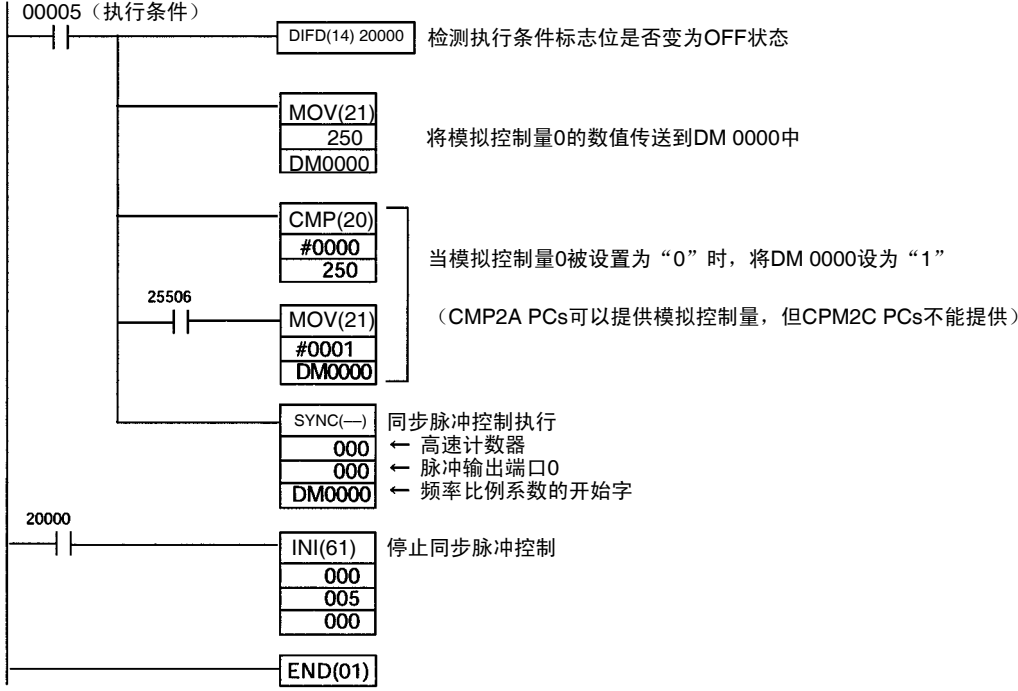 00005（执行条件）
DIFD(14) 20000 检测执行条件标志位是否变为OFF状态
MOV(21)
250
DM0000
将模拟控制量0的数值传送到DM 0000中
CMP(20)
#0000
250
当模拟控制量0被设置为“0”时，将DM 0000设为“1”
25506
MOV(21)
#0001
DM0000
（CMP2A PCs可以提供模拟控制量，但CPM2C PCs不能提供）
SYNC(—) 同步脉冲控制执行
000 ← 高速计数器
000 ← 脉冲输出端口0
DM0000 ← 频率比例系数的开始字
20000
INI(61) 停止同步脉冲控制
000
005
000
END(01)